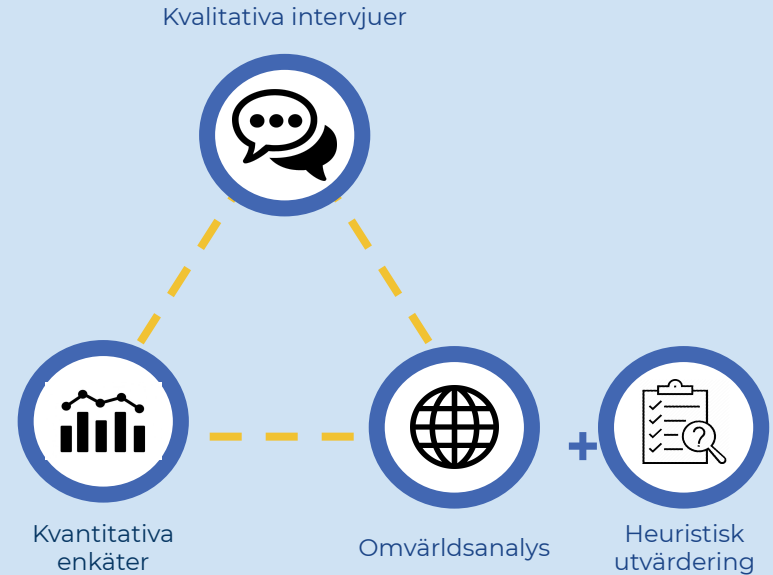 Kvalitativa intervjuer
Kvantitativa
enkäter
Omvärldsanalys
Heuristisk
utvärdering